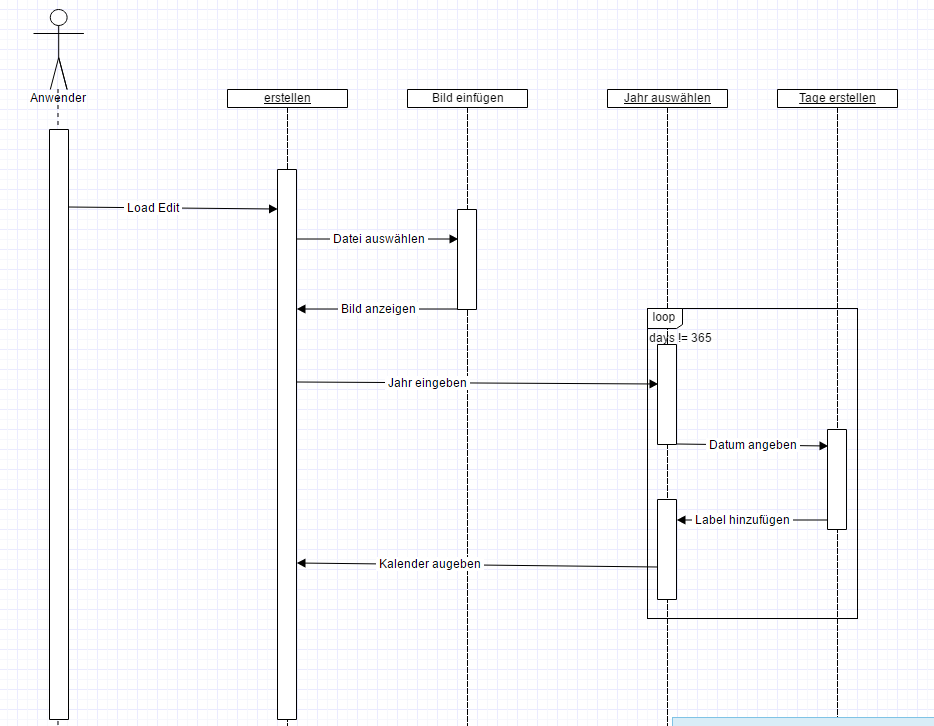 Anwender
erstellen
Bild einfügen
Jahr auswählen
Tage erstellen
Load Edit
Datei auswählen
Bild anzeigen
loop
days != 365
Jahr eingeben
Datum angeben
Label hinzufügen
Kalender augeben